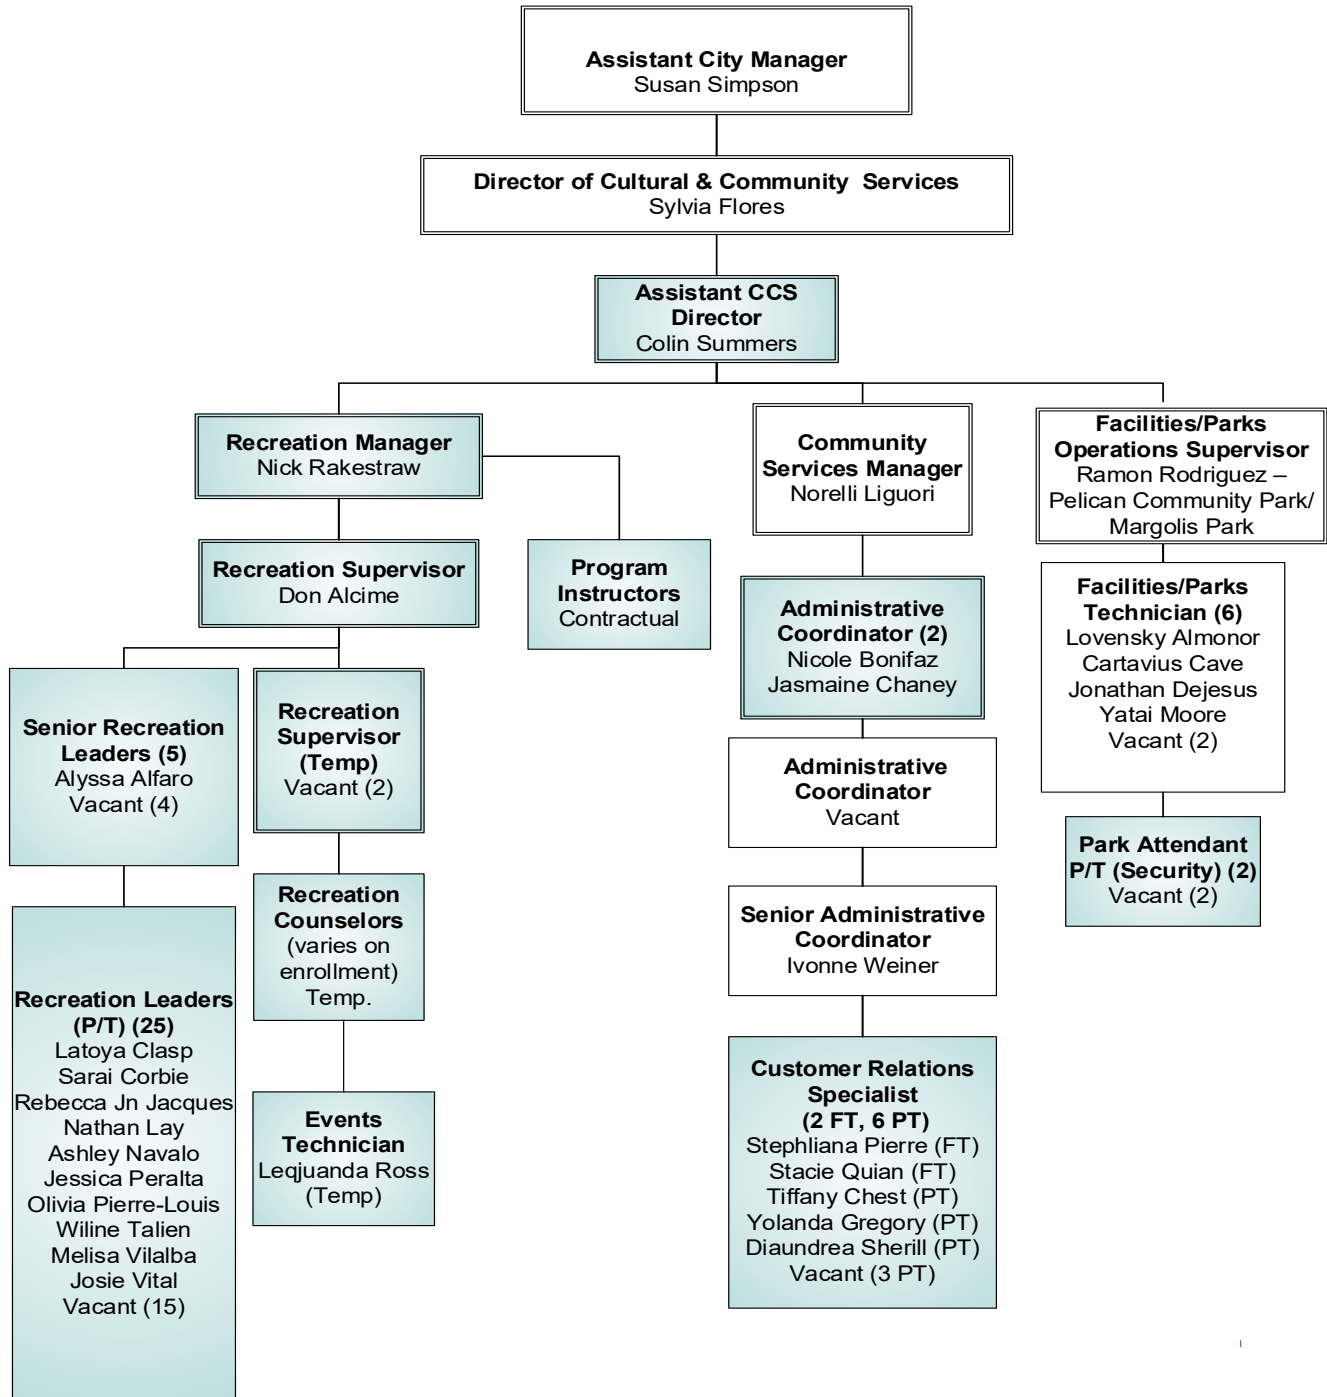 Assistant City Manager
Susan Simpson
Director of Cultural & Community Services
Sylvia Flores
Assistant CCS
Director
Colin Summers
Recreation Manager
Nick Rakestraw
Recreation Supervisor
Don Alcime
Program
Instructors
Contractual
Senior Recreation
Leaders (5)
Alyssa Alfaro
Vacant (4)
Recreation Leaders
(P/T) (25)
Latoya Clasp
Sarai Corbie
Rebecca Jn Jacques
Nathan Lay
Ashley Navalo
Jessica Peralta
Olivia Pierre-Louis
Wiline Talien
Melisa Vilalba
Josie Vital
Vacant (15)
Recreation
Supervisor
(Temp)
Vacant (2)
Recreation
Counselors
(varies on
enrollment)
Temp.
Events
Technician
Leqjuanda Ross
(Temp)
Community
Services Manager
Norelli Liguori
Administrative
Coordinator (2)
Nicole Bonifaz
Jasmaine Chaney
Administrative
Coordinator
Vacant
Senior Administrative
Coordinator
Ivonne Weiner
Customer Relations
Specialist
(2 FT, 6 PT)
Stephliana Pierre (FT)
Stacie Quian (FT)
Tiffany Chest (PT)
Yolanda Gregory (PT)
Diaundrea Sherill (PT)
Vacant (3 PT)
Facilities/Parks
Operations Supervisor
Ramon Rodriguez –
Pelican Community Park/
Margolis Park
Facilities/Parks
Technician (6)
Lovensky Almonor
Cartavius Cave
Jonathan Dejesus
Yatai Moore
Vacant (2)
Park Attendant
P/T (Security) (2)
Vacant (2)